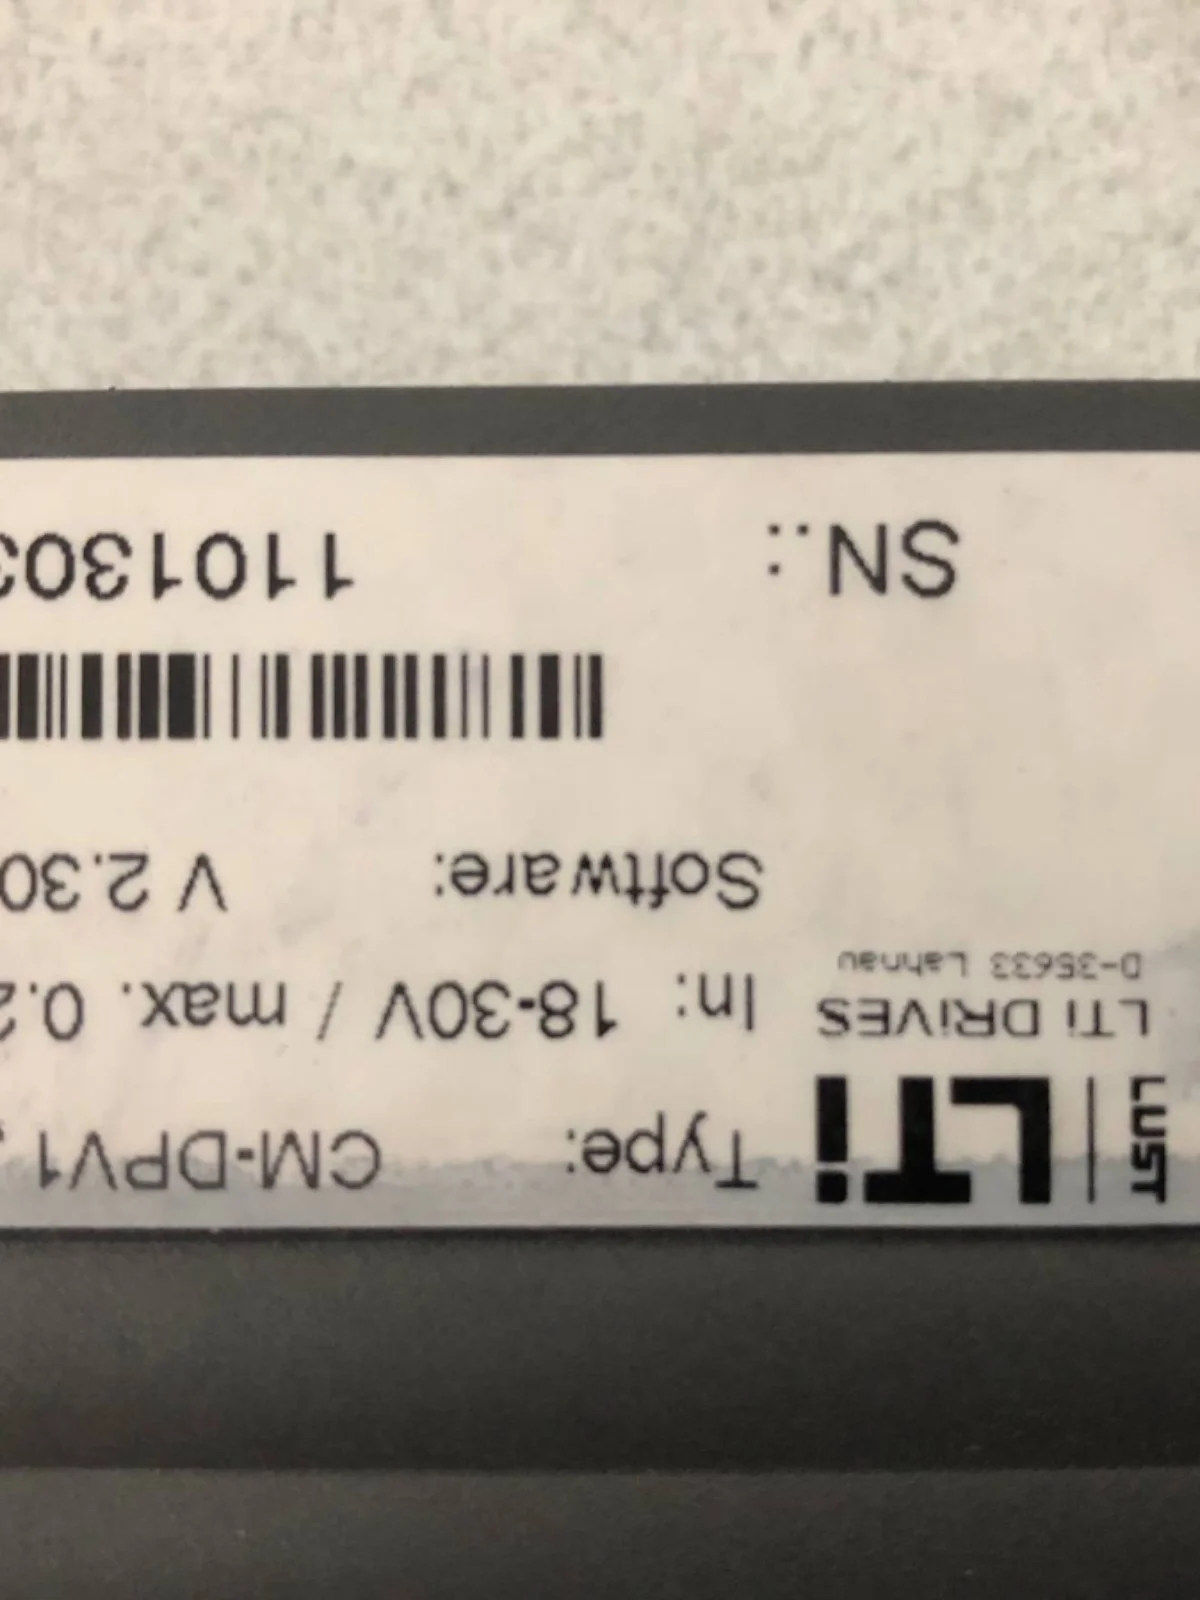 LUST LTi
Type: CM-DPV1
LTi DRiVES
In: 18-30V / max. 0.2
D-35633 Lahnau
Software: V 2.30
SN.: 1101303